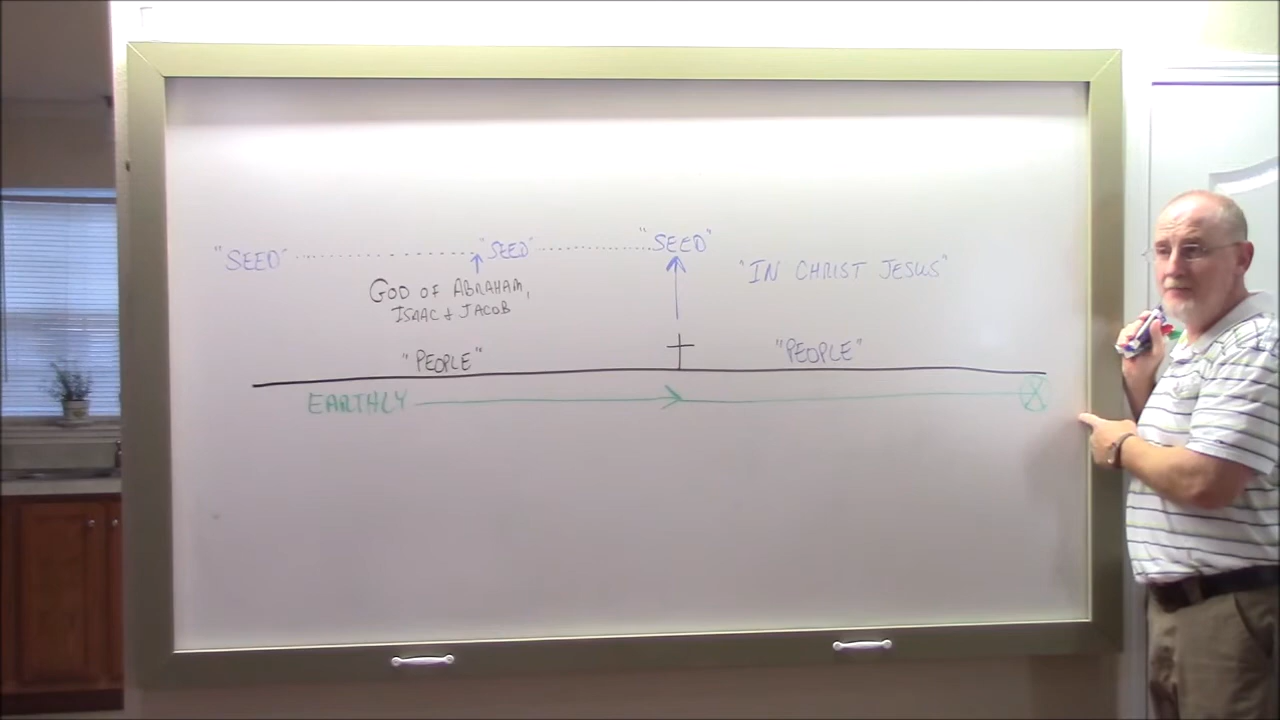 "SEED" "SEED" "SEED"
"IN CHRIST JESUS"
GOD OF ABRAHAM,
ISAAC + JACOB
"PEOPLE" "PEOPLE"
EARTHLY